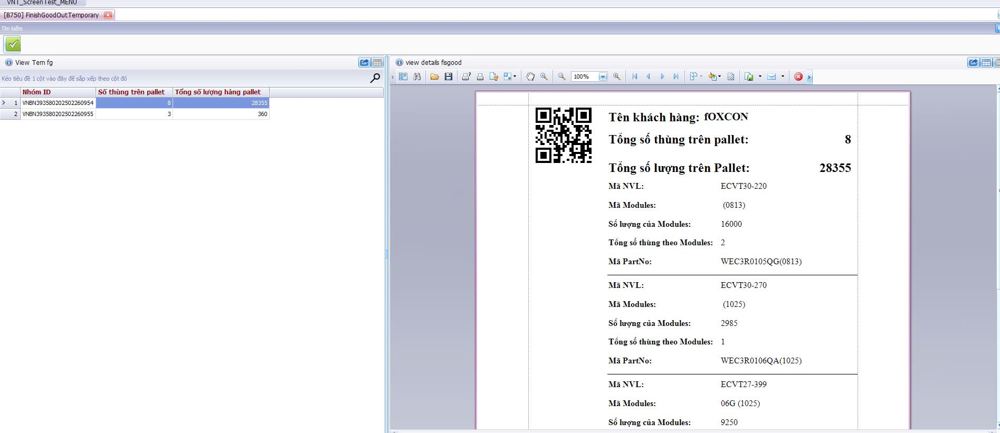 VNT_ScreenTest_MENU
[B750] FinishGoodOutTemporary
Tìm kiếm
View Tem fg
Kéo tiêu đề 1 cột vào đây để sắp xếp theo cột đó
Nhóm ID Số thùng trên pallet Tổng số lượng hàng pallet
1 VNBN393580202502260954 8 28355
2 VNBN393580202502260955 3 360
view details fisgood
100%
Tên khách hàng: fOXCON
Tổng số thùng trên pallet: 8
Tổng số lượng trên Pallet: 28355
Mã NVL: ECVT30-220
Mã Modules: (0813)
Số lượng của Modules: 16000
Tổng số thùng theo Modules: 2
Mã PartNo: WEC3R0105QG(0813)
Mã NVL: ECVT30-270
Mã Modules: (1025)
Số lượng của Modules: 2985
Tổng số thùng theo Modules: 1
Mã PartNo: WEC3R0106QA(1025)
Mã NVL: ECVT27-399
Mã Modules: 06G (1025)
Số lượng của Modules: 9250